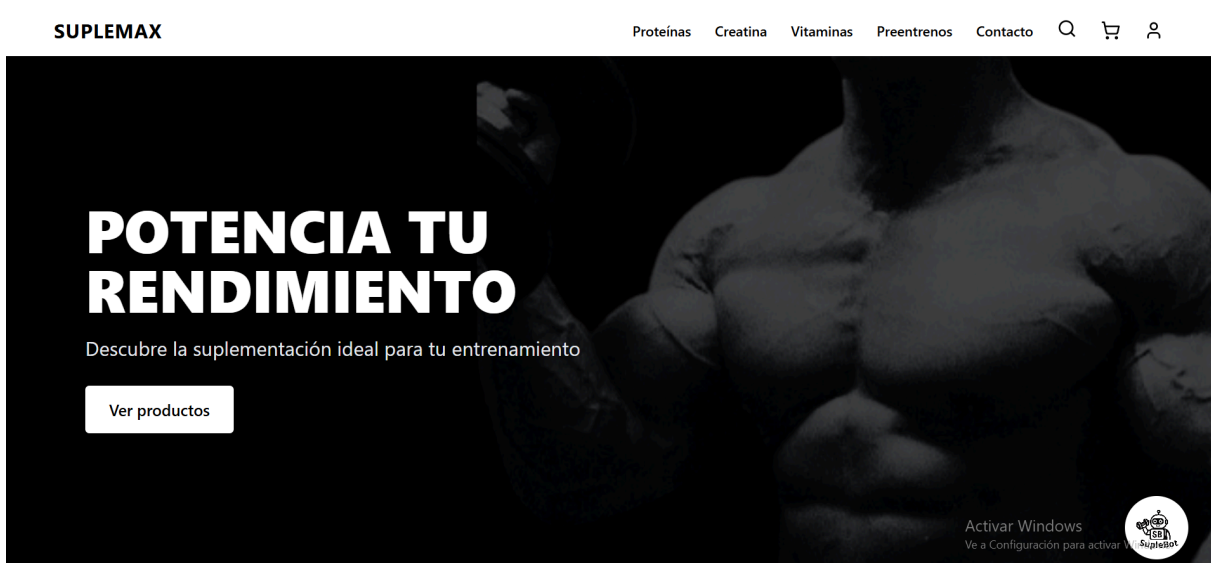 SUPLEMAX
Proteínas Creatina Vitaminas Preentrenos Contacto
POTENCIA TU
RENDIMIENTO
Descubre la suplementación ideal para tu entrenamiento
Ver productos
Activar Windows
Ve a Configuración para activar
SB
SupleBot